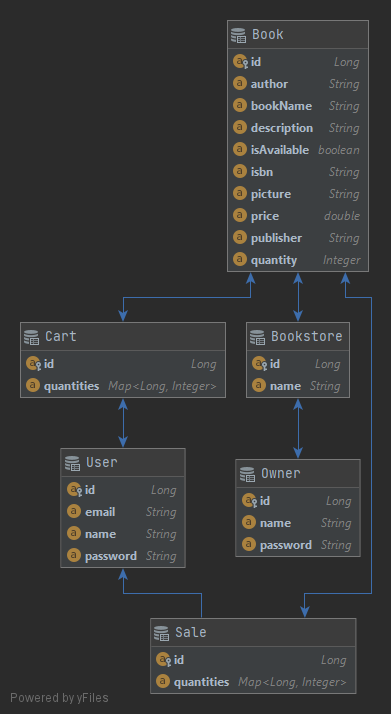 Book
id Long
author String
bookName String
description String
isAvailable boolean
isbn String
picture String
price double
publisher String
quantity Integer
Cart
id Long
quantities Map<Long, Integer>
Bookstore
id Long
name String
User
id Long
email String
name String
password String
Owner
id Long
name String
password String
Sale
id Long
quantities Map<Long, Integer>
Powered by yFiles